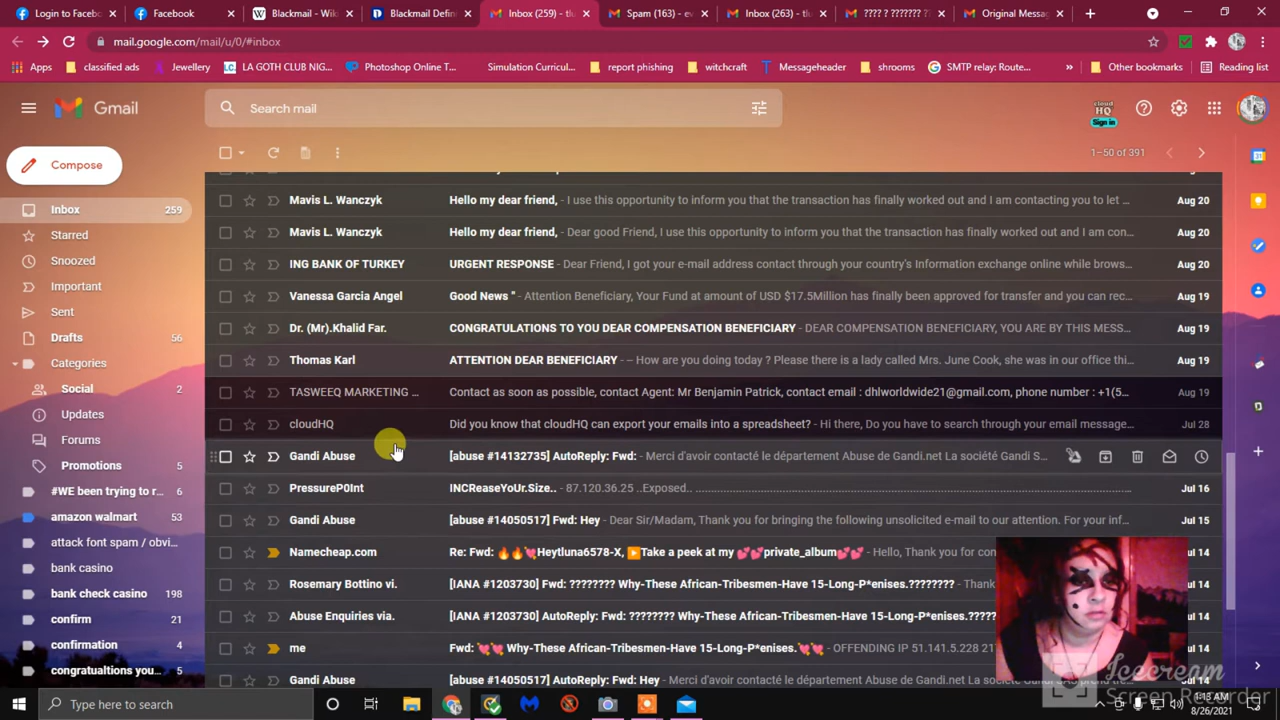 Login to Facebo
Facebook
Blackmail - Wiki
Blackmail Defini
Inbox (259) - tlu
Spam (163) - ev
Inbox (263) - tlu
???? ? ??????? ?
Original Messag
mail.google.com/mail/u/0/#inbox
Apps
classified ads
Jewellery
LA GOTH CLUB NIG...
Photoshop Online T...
Simulation Curricul...
report phishing
witchcraft
Messageheader
shrooms
SMTP relay: Route...
Other bookmarks
Reading list
Gmail
Search mail
cloud
HQ
Sign in
Compose
1–50 of 391
Inbox 259
Starred
Snoozed
Important
Sent
Drafts 56
Categories
Social 2
Updates
Forums
Promotions 5
#WE been trying to r... 6
amazon walmart 53
attack font spam / obvi...
bank check
bank check casino 198
confirm 21
confirmation 4
congratualtions you... 5
Mavis L. Wanczyk Hello my dear friend, - I use this opportunity to inform you that the transaction has finally worked out and I am contacting you to let ... Aug 20
Mavis L. Wanczyk Hello my dear friend, - Dear good Friend, I use this opportunity to inform you that the transaction has finally worked out and I am con... Aug 20
ING BANK OF TURKEY URGENT RESPONSE - Dear Friend, I got your e-mail address contact through your country's Information exchange online while brows... Aug 20
Vanessa Garcia Angel Good News " - Attention Beneficiary, Your Fund at amount of USD $17.5Million has finally been approved for transfer and you can rec... Aug 19
Dr. (Mr).Khalid Far. CONGRATULATIONS TO YOU DEAR COMPENSATION BENEFICIARY - DEAR COMPENSATION BENEFICIARY, YOU ARE BY THIS MESS... Aug 19
Thomas Karl ATTENTION DEAR BENEFICIARY - -- How are you doing today ? Please there is a lady called Mrs. June Cook, she was in our office thi... Aug 19
TASWEEQ MARKETING ... Contact as soon as possible, contact Agent: Mr Benjamin Patrick, contact email : dhlworldwide21@gmail.com, phone number : +1(5... Aug 19
cloudHQ Did you know that cloudHQ can export your emails into a spreadsheet? - Hi there, Do you have to search through your email message... Jul 28
Gandi Abuse [abuse #14132735] AutoReply: Fwd: - Merci d'avoir contacté le département Abuse de Gandi.net La société Gandi S...
PressureP0Int INCReaseYoUr.Size.. - 87.120.36.25 ..Exposed.. Jul 16
Gandi Abuse [abuse #14050517] Fwd: Hey - Dear Sir/Madam, Thank you for bringing the following unsolicited e-mail to our attention. For your inf... Jul 15
Namecheap.com Re: Fwd: 🔥🔥💘Heytluna6578-X, ▶️Take a peek at my 💕💕private_album💕💕 - Hello, Thank you for con Jul 14
Rosemary Bottino vi. [IANA #1203730] Fwd: ???????? Why-These African-Tribesmen-Have 15-Long-P*enises.???????? - Thank Jul 14
Abuse Enquiries via. [IANA #1203730] AutoReply: Fwd: ???????? Why-These African-Tribesmen-Have 15-Long-P*enises.?????? Jul 14
me Fwd: 💘💘 Why-These African-Tribesmen-Have 15-Long-P*enises.💘💘 - OFFENDING IP 51.141.5.228 21 Jul 14
Gandi Abuse [abuse #14050517] Fwd: Hey
Icecream
Screen Recorder
Type here to search
1:13 AM
8/26/2021